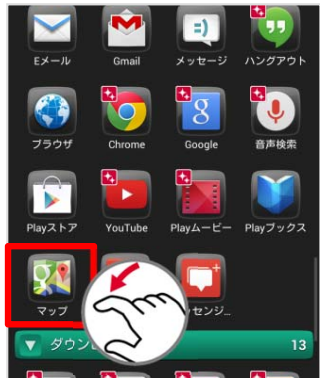 Eメール
Gmail
メッセージ
ハングアウト
ブラウザ
Chrome
Google
音声検索
Playストア
YouTube
Playムービー
Playブックス
マップ
センジ...
ダウン
13